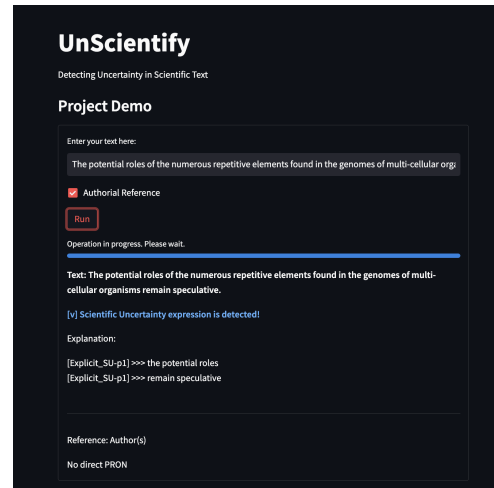 UnScientify
Detecting Uncertainty in Scientific Text
Project Demo
Enter your text here:
The potential roles of the numerous repetitive elements found in the genomes of multi-cellular orga
Authorial Reference
Run
Operation in progress. Please wait.
Text: The potential roles of the numerous repetitive elements found in the genomes of multi-
cellular organisms remain speculative.
[v] Scientific Uncertainty expression is detected!
Explanation:
[Explicit_SU-p1] >>> the potential roles
[Explicit_SU-p1] >>> remain speculative
Reference: Author(s)
No direct PRON